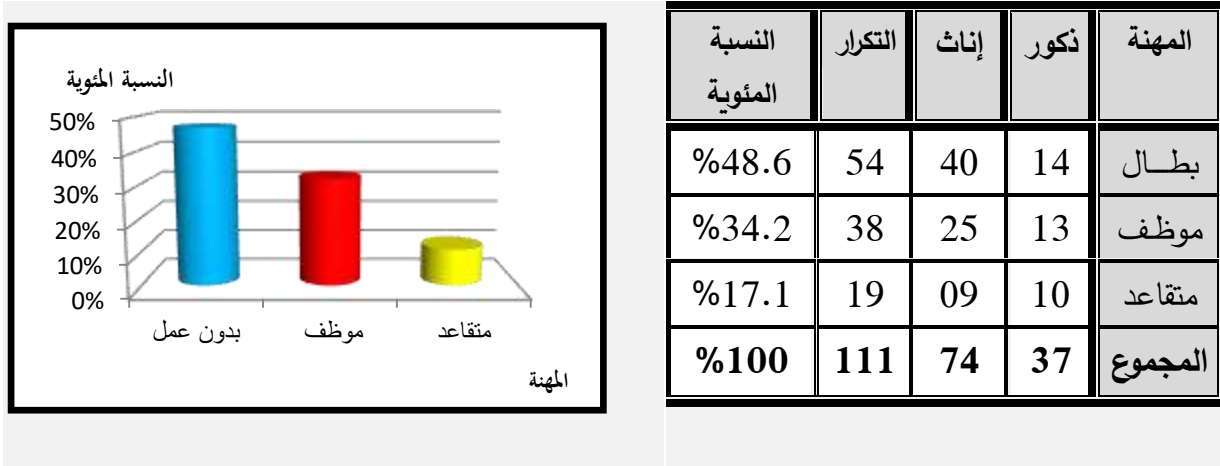 المهنة ذكور إناث التكرار النسبة المئوية
بطـــال 14 40 54 %48.6
موظف 13 25 38 %34.2
متقاعد 10 09 19 %17.1
المجموع 37 74 111 %100
النسبة المئوية
50%
40%
30%
20%
10%
0%
بدون عمل موظف متقاعد
المهنة